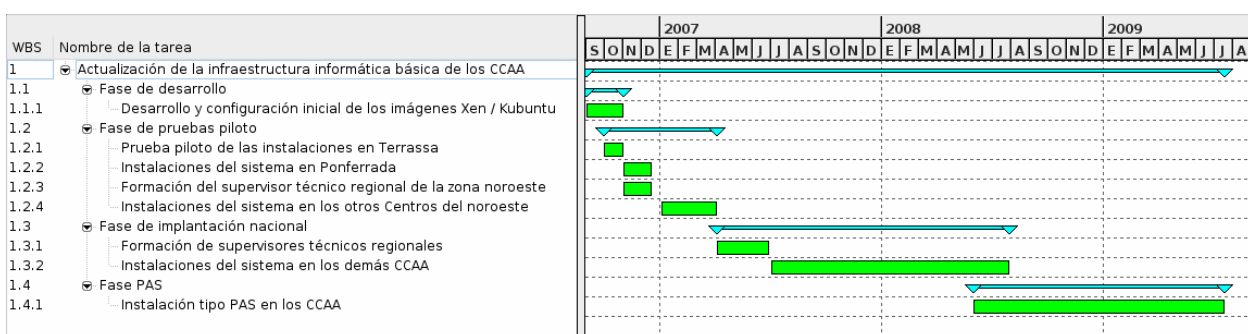 2007 2008 2009
WBS Nombre de la tarea S O N D E F M A M J J A S O N D E F M A M J J A S O N D E F M A M J J A
1 Actualización de la infraestructura informática básica de los CCAA
1.1 Fase de desarrollo
1.1.1 Desarrollo y configuración inicial de los imágenes Xen / Kubuntu
1.2 Fase de pruebas piloto
1.2.1 Prueba piloto de las instalaciones en Terrassa
1.2.2 Instalaciones del sistema en Ponferrada
1.2.3 Formación del supervisor técnico regional de la zona noroeste
1.2.4 Instalaciones del sistema en los otros Centros del noroeste
1.3 Fase de implantación nacional
1.3.1 Formación de supervisores técnicos regionales
1.3.2 Instalaciones del sistema en los demás CCAA
1.4 Fase PAS
1.4.1 Instalación tipo PAS en los CCAA